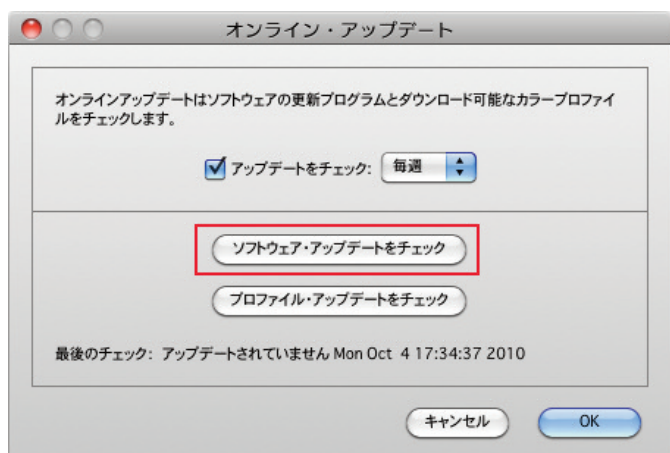 オンライン・アップデート
オンラインアップデートはソフトウェアの更新プログラムとダウンロード可能なカラープロファイ
ルをチェックします。
アップデートをチェック: 毎週
ソフトウェア・アップデートをチェック
プロファイル・アップデートをチェック
最後のチェック: アップデートされていません Mon Oct 4 17:34:37 2010
キャンセル OK